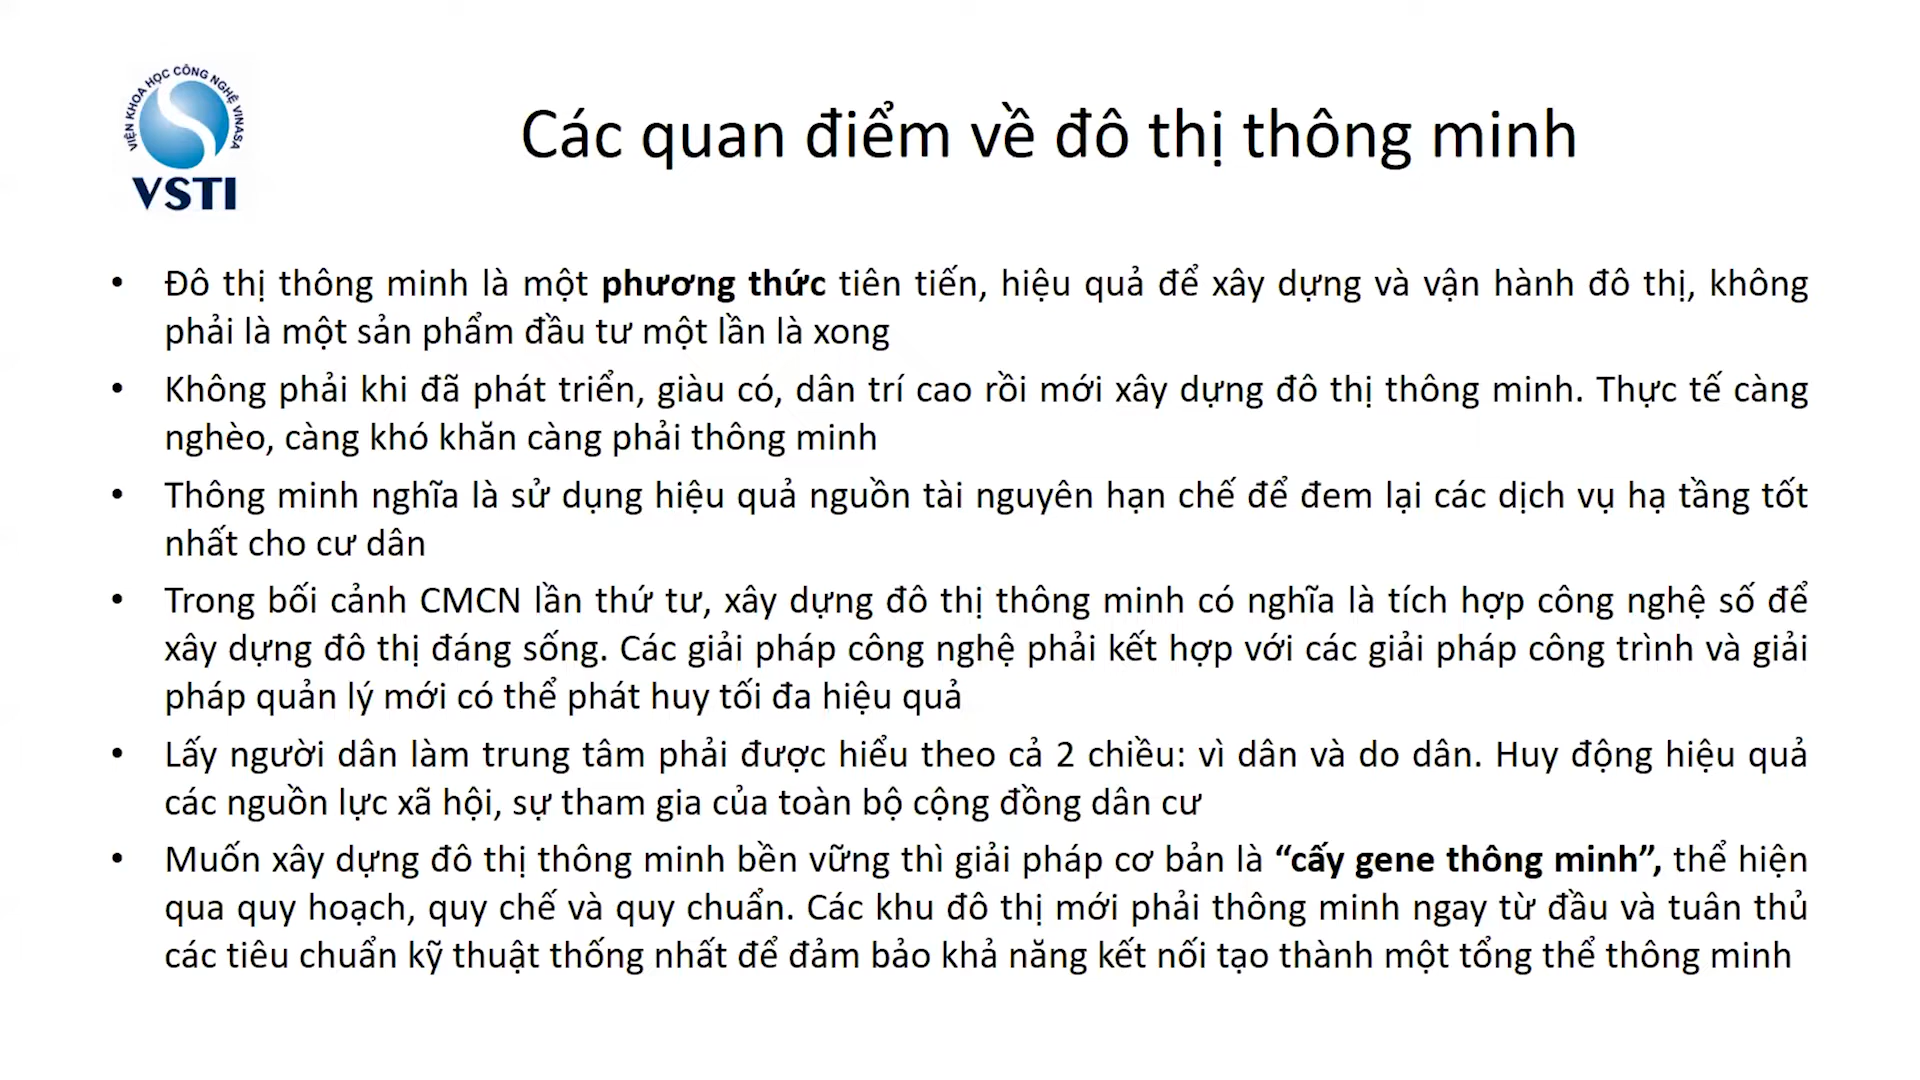 VIỆN KHOA HỌC CÔNG NGHỆ VINASA
VSTI
Các quan điểm về đô thị thông minh
• Đô thị thông minh là một phương thức tiên tiến, hiệu quả để xây dựng và vận hành đô thị, không
phải là một sản phẩm đầu tư một lần là xong
• Không phải khi đã phát triển, giàu có, dân trí cao rồi mới xây dựng đô thị thông minh. Thực tế càng
nghèo, càng khó khăn càng phải thông minh
• Thông minh nghĩa là sử dụng hiệu quả nguồn tài nguyên hạn chế để đem lại các dịch vụ hạ tầng tốt
nhất cho cư dân
• Trong bối cảnh CMCN lần thứ tư, xây dựng đô thị thông minh có nghĩa là tích hợp công nghệ số để
xây dựng đô thị đáng sống. Các giải pháp công nghệ phải kết hợp với các giải pháp công trình và giải
pháp quản lý mới có thể phát huy tối đa hiệu quả
• Lấy người dân làm trung tâm phải được hiểu theo cả 2 chiều: vì dân và do dân. Huy động hiệu quả
các nguồn lực xã hội, sự tham gia của toàn bộ cộng đồng dân cư
• Muốn xây dựng đô thị thông minh bền vững thì giải pháp cơ bản là “cấy gene thông minh”, thể hiện
qua quy hoạch, quy chế và quy chuẩn. Các khu đô thị mới phải thông minh ngay từ đầu và tuân thủ
các tiêu chuẩn kỹ thuật thống nhất để đảm bảo khả năng kết nối tạo thành một tổng thể thông minh